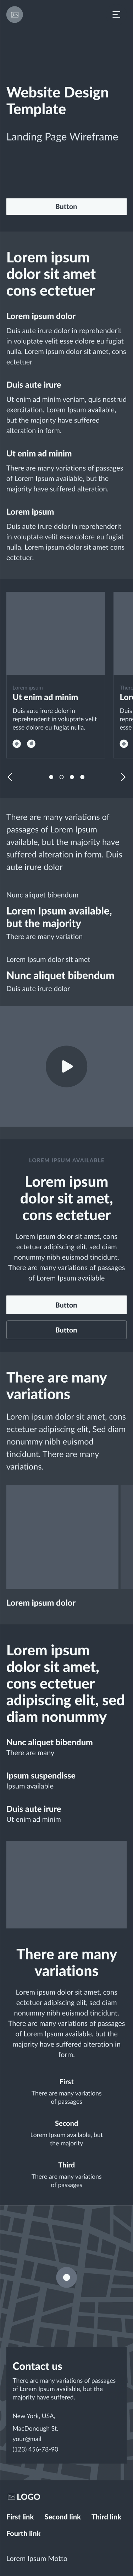 Website Design
Template
Landing Page Wireframe
Button
Lorem ipsum
dolor sit amet
cons ectetuer
Lorem ipsum dolor
Duis aute irure dolor in reprehenderit
in voluptate velit esse dolore eu fugiat
nulla. Lorem ipsum dolor sit amet, cons
ectetuer.
Duis aute irure
Ut enim ad minim veniam, quis nostrud
exercitation. Lorem Ipsum available,
but the majority have suffered
alteration in form.
Ut enim ad minim
There are many variations of passages
of Lorem Ipsum available, but the
majority have suffered alteration.
Lorem ipsum
Duis aute irure dolor in reprehenderit
in voluptate velit esse dolore eu fugiat
nulla. Lorem ipsum dolor sit amet cons
ectetuer.
Lorem ipsum
Ut enim ad minim
Duis aute irure dolor in
reprehenderit in voluptate velit
esse dolore eu fugiat nulla.
There are many variations of
passages of Lorem Ipsum
available, but the majority have
suffered alteration in form. Duis
aute irure dolor
Nunc aliquet bibendum
Lorem Ipsum available,
but the majority
There are many variation
Lorem ipsum dolor sit amet
Nunc aliquet bibendum
Duis aute irure dolor
LOREM IPSUM AVAILABLE
Lorem ipsum
dolor sit amet,
cons ectetuer
Lorem ipsum dolor sit amet, cons
ectetuer adipiscing elit, sed diam
nonummy nibh euismod tincidunt.
There are many variations of passages
of Lorem Ipsum available
Button
Button
There are many
variations
Lorem ipsum dolor sit amet, cons
ectetuer adipiscing elit, Sed diam
nonummy nibh euismod
tincidunt. There are many
variations.
Lorem ipsum dolor
Lorem ipsum
dolor sit amet,
cons ectetuer
adipiscing elit, sed
diam nonummy
Nunc aliquet bibendum
There are many
Ipsum suspendisse
Ipsum available
Duis aute irure
Ut enim ad minim
There are many
variations
Lorem ipsum dolor sit amet, cons
ectetuer adipiscing elit, sed diam
nonummy nibh euismod tincidunt.
There are many variations of passages
of Lorem Ipsum available, but the
majority have suffered alteration in
form.
First
There are many variations
of passages
Second
Lorem Ipsum available, but
the majority
Third
There are many variations
of passages
Contact us
There are many variations of passages
of Lorem Ipsum available, but the
majority have suffered.
New York, USA,
MacDonough St.
your@mail
(123) 456-78-90
LOGO
First link Second link Third link
Fourth link
Lorem Ipsum Motto